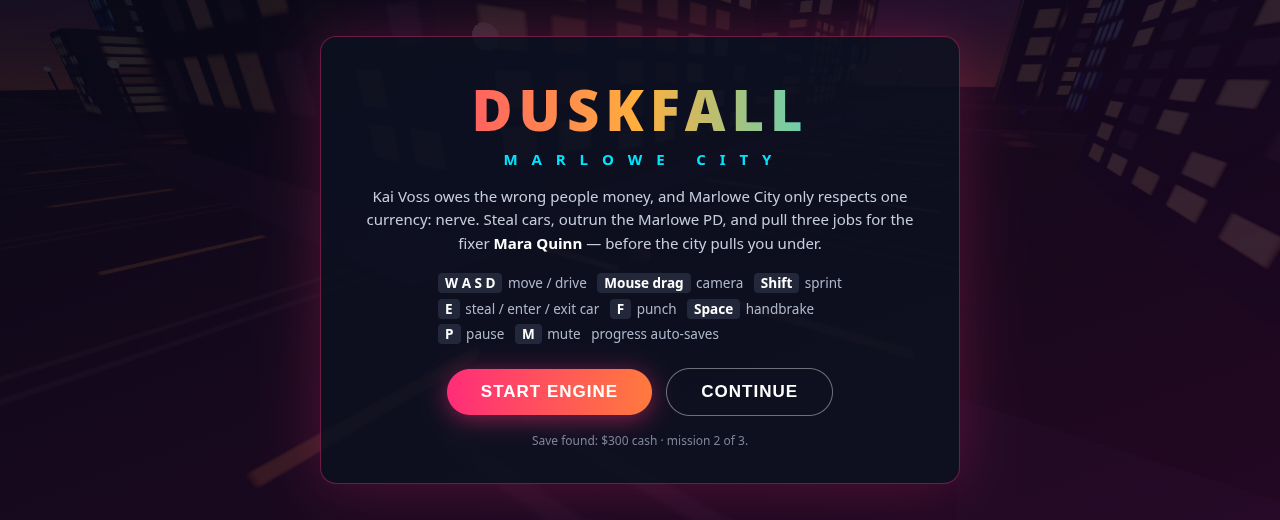 DUSKFALL
MARLOWE CITY
Kai Voss owes the wrong people money, and Marlowe City only respects one
currency: nerve. Steal cars, outrun the Marlowe PD, and pull three jobs for the
fixer Mara Quinn — before the city pulls you under.
W A S D move / drive Mouse drag camera Shift sprint
E steal / enter / exit car F punch Space handbrake
P pause M mute progress auto-saves
START ENGINE CONTINUE
Save found: $300 cash · mission 2 of 3.